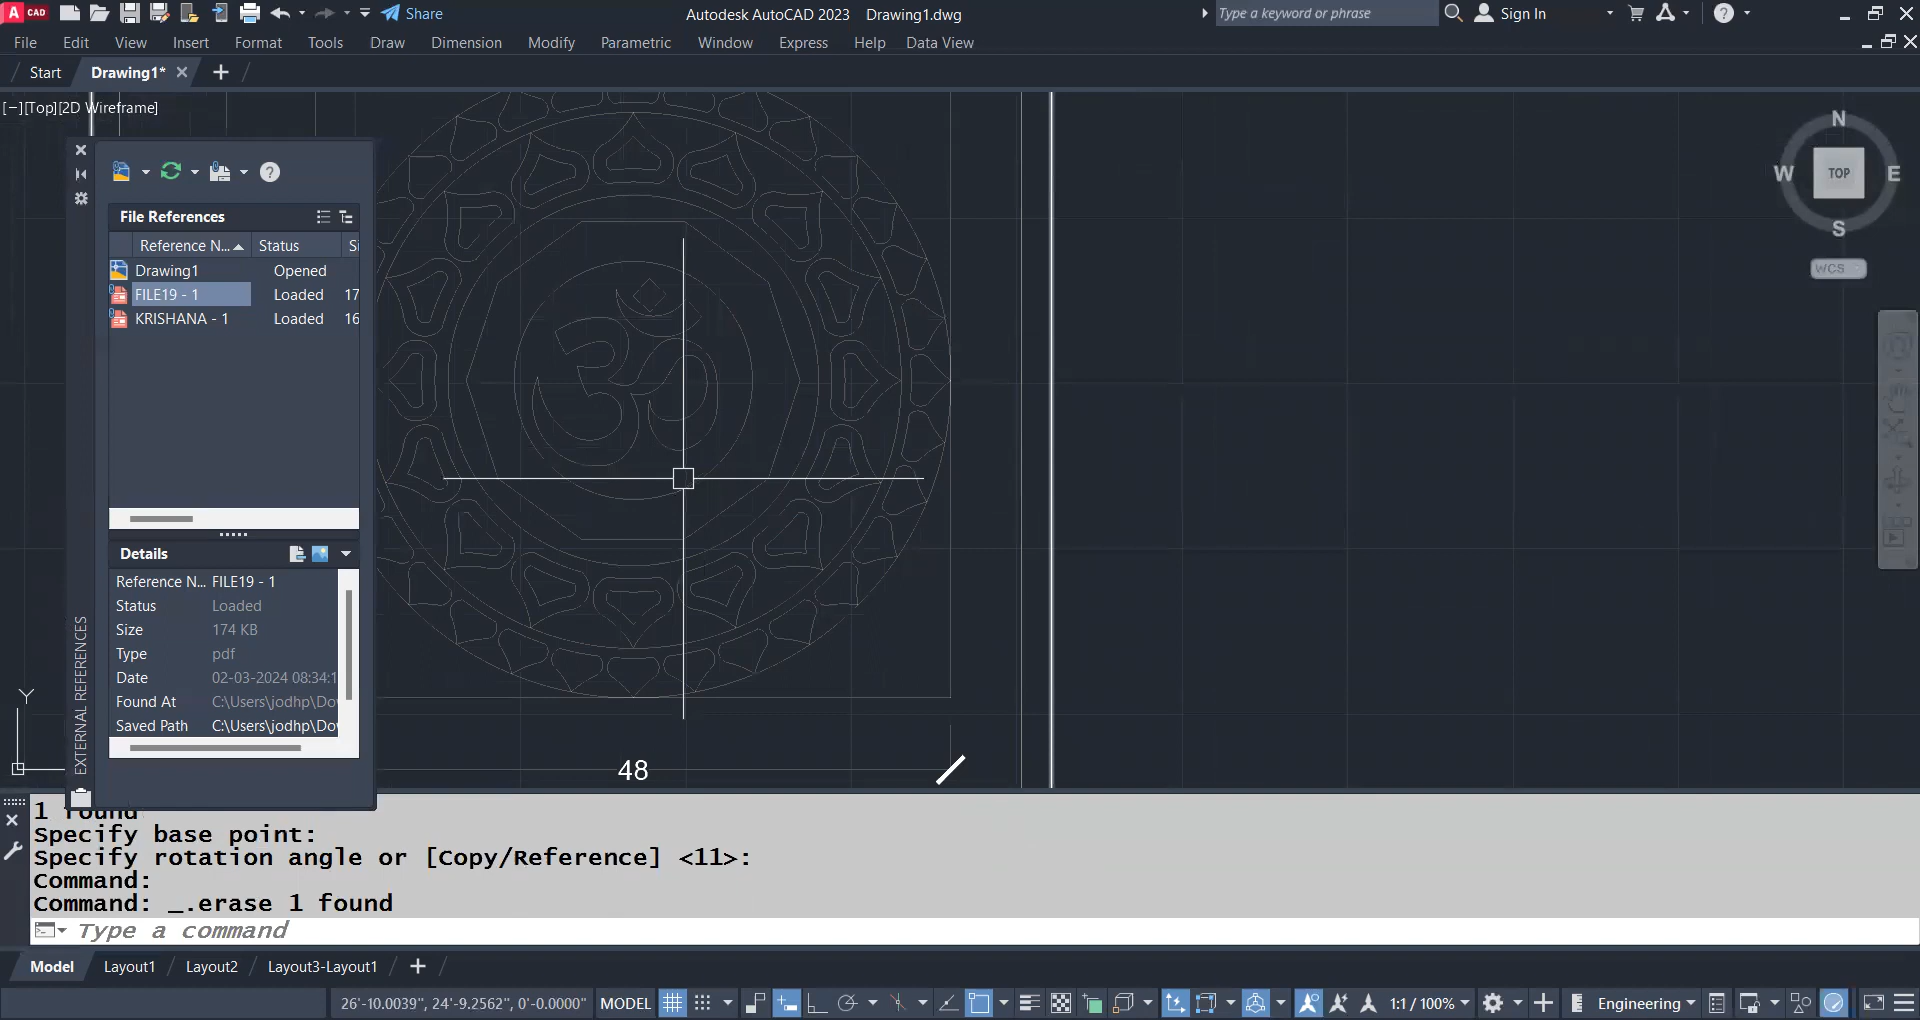 A CAD
Share
Autodesk AutoCAD 2023 Drawing1.dwg
Type a keyword or phrase
Sign In
File Edit View Insert Format Tools Draw Dimension Modify Parametric Window Express Help Data View
Start
Drawing1*
[−][Top][2D Wireframe]
N
W TOP E
S
WCS
File References
Reference N... Status Si
Drawing1 Opened
FILE19 - 1 Loaded 17
KRISHANA - 1 Loaded 16
ॐ
Details
Reference N... FILE19 - 1
Status Loaded
Size 174 KB
Type pdf
Date 02-03-2024 08:34:1
Found At C:\Users\jodhp\Do
Saved Path C:\Users\jodhp\Do
EXTERNAL REFERENCES
Y
48
1 found
Specify base point:
Specify rotation angle or [Copy/Reference] <11>:
Command:
Command: _.erase 1 found
Type a command
Model Layout1 Layout2 Layout3-Layout1
26'-10.0039", 24'-9.2562", 0'-0.0000" MODEL 1:1 / 100% Engineering